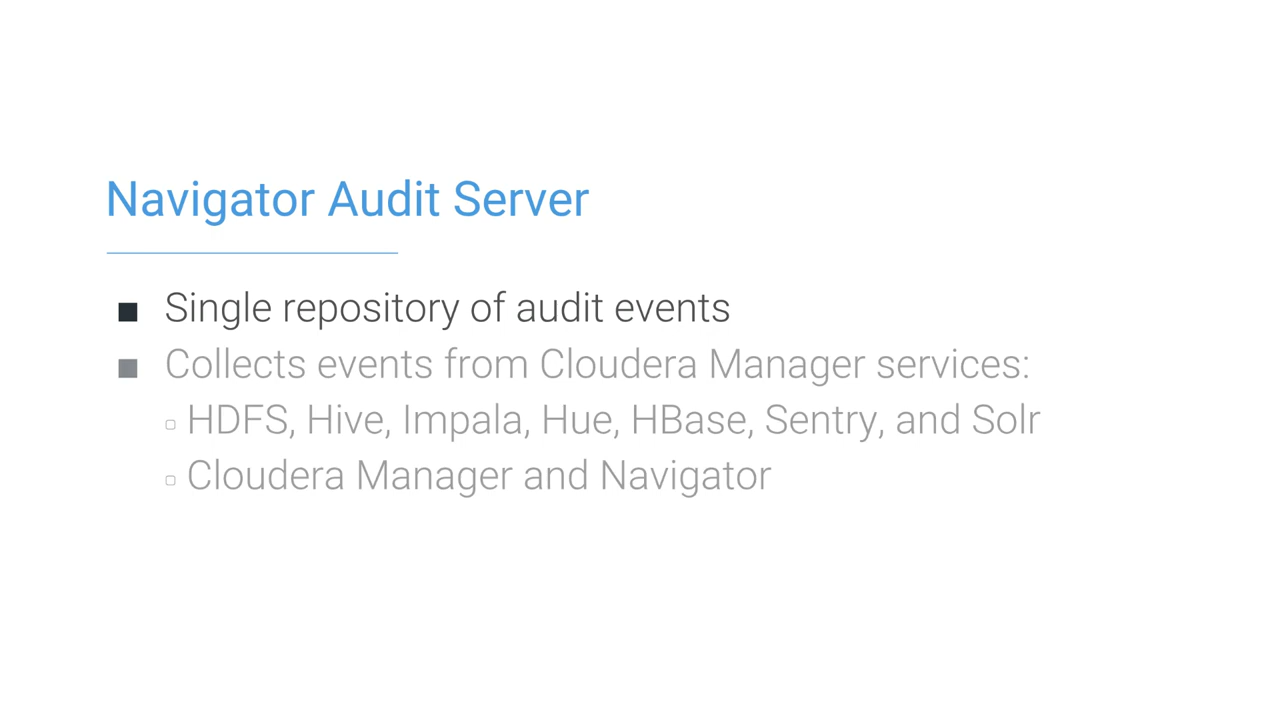 Navigator Audit Server
Single repository of audit events
Collects events from Cloudera Manager services:
HDFS, Hive, Impala, Hue, HBase, Sentry, and Solr
Cloudera Manager and Navigator